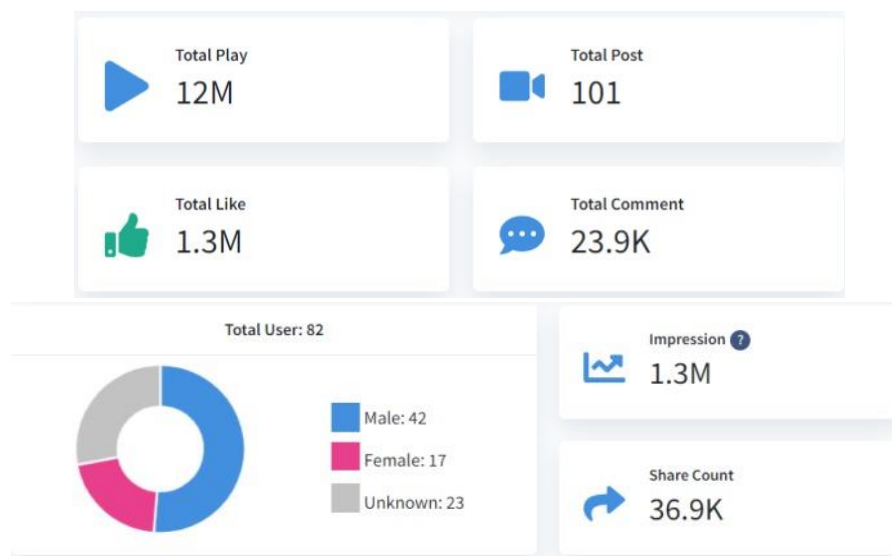 Total Play
12M
Total Post
101
Total Like
1.3M
Total Comment
23.9K
Total User: 82
Male: 42
Female: 17
Unknown: 23
Impression ?
1.3M
Share Count
36.9K